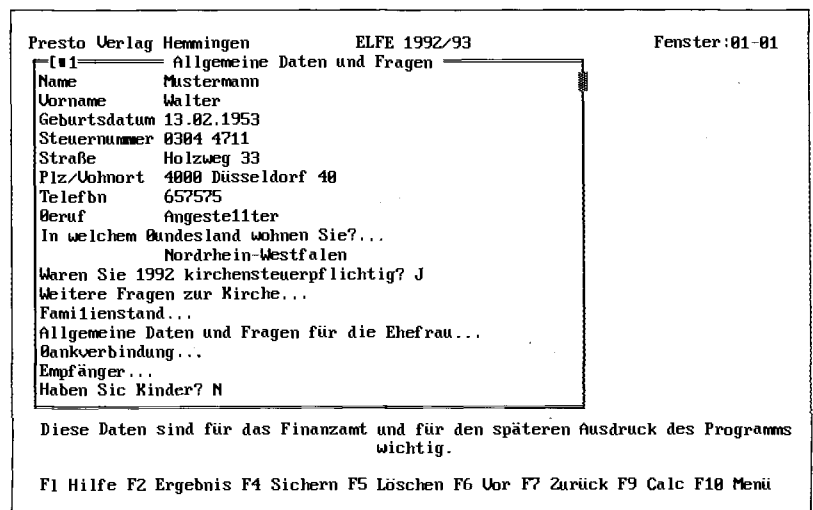 Presto Verlag Hemmingen ELFE 1992/93 Fenster:01-01
[■1 Allgemeine Daten und Fragen
Name Mustermann
Vorname Walter
Geburtsdatum 13.02.1953
Steuernummer 0304 4711
Straße Holzweg 33
Plz/Wohnort 4000 Düsseldorf 40
Telefon 657575
Beruf Angestellter
In welchem Bundesland wohnen Sie?...
Nordrhein-Westfalen
Waren Sie 1992 kirchensteuerpflichtig? J
Weitere Fragen zur Kirche...
Familienstand...
Allgemeine Daten und Fragen für die Ehefrau...
Bankverbindung...
Empfänger...
Haben Sie Kinder? N
Diese Daten sind für das Finanzamt und für den späteren Ausdruck des Programms
wichtig.
F1 Hilfe F2 Ergebnis F4 Sichern F5 Löschen F6 Vor F7 Zurück F9 Calc F10 Menü